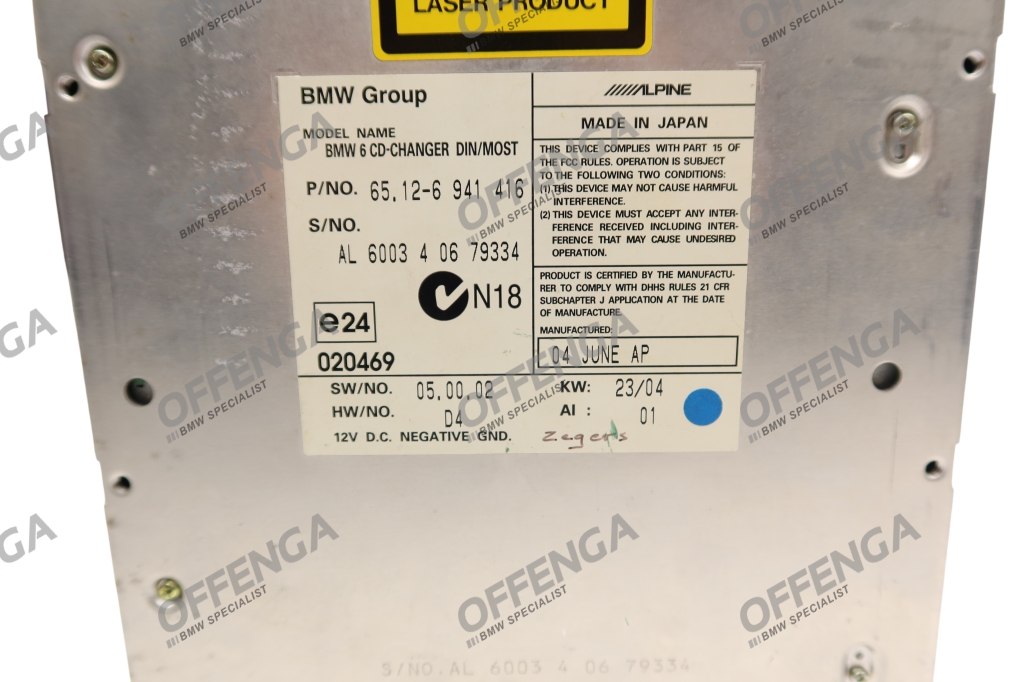 LASER PRODUCT
BMW Group
MODEL NAME
BMW 6 CD-CHANGER DIN/MOST
P/NO. 65.12-6 941 416
S/NO.
AL 6003 4 06 79334
N18
e24
020469
ALPINE
MADE IN JAPAN
THIS DEVICE COMPLIES WITH PART 15 OF
THE FCC RULES. OPERATION IS SUBJECT
TO THE FOLLOWING TWO CONDITIONS:
(1) THIS DEVICE MAY NOT CAUSE HARMFUL
INTERFERENCE.
(2) THIS DEVICE MUST ACCEPT ANY INTER-
FERENCE RECEIVED INCLUDING INTER-
FERENCE THAT MAY CAUSE UNDESIRED
OPERATION.
PRODUCT IS CERTIFIED BY THE MANUFACTU-
RER TO COMPLY WITH DHHS RULES 21 CFR
SUBCHAPTER J APPLICATION AT THE DATE
OF MANUFACTURE.
MANUFACTURED:
04 JUNE AP
SW/NO. 05.00.02 KW: 23/04
HW/NO. D4 AI : 01
12V D.C. NEGATIVE GND. Zegers
S/NO.AL 6003 4 06 79334
OFFENGA
BMW SPECIALIST